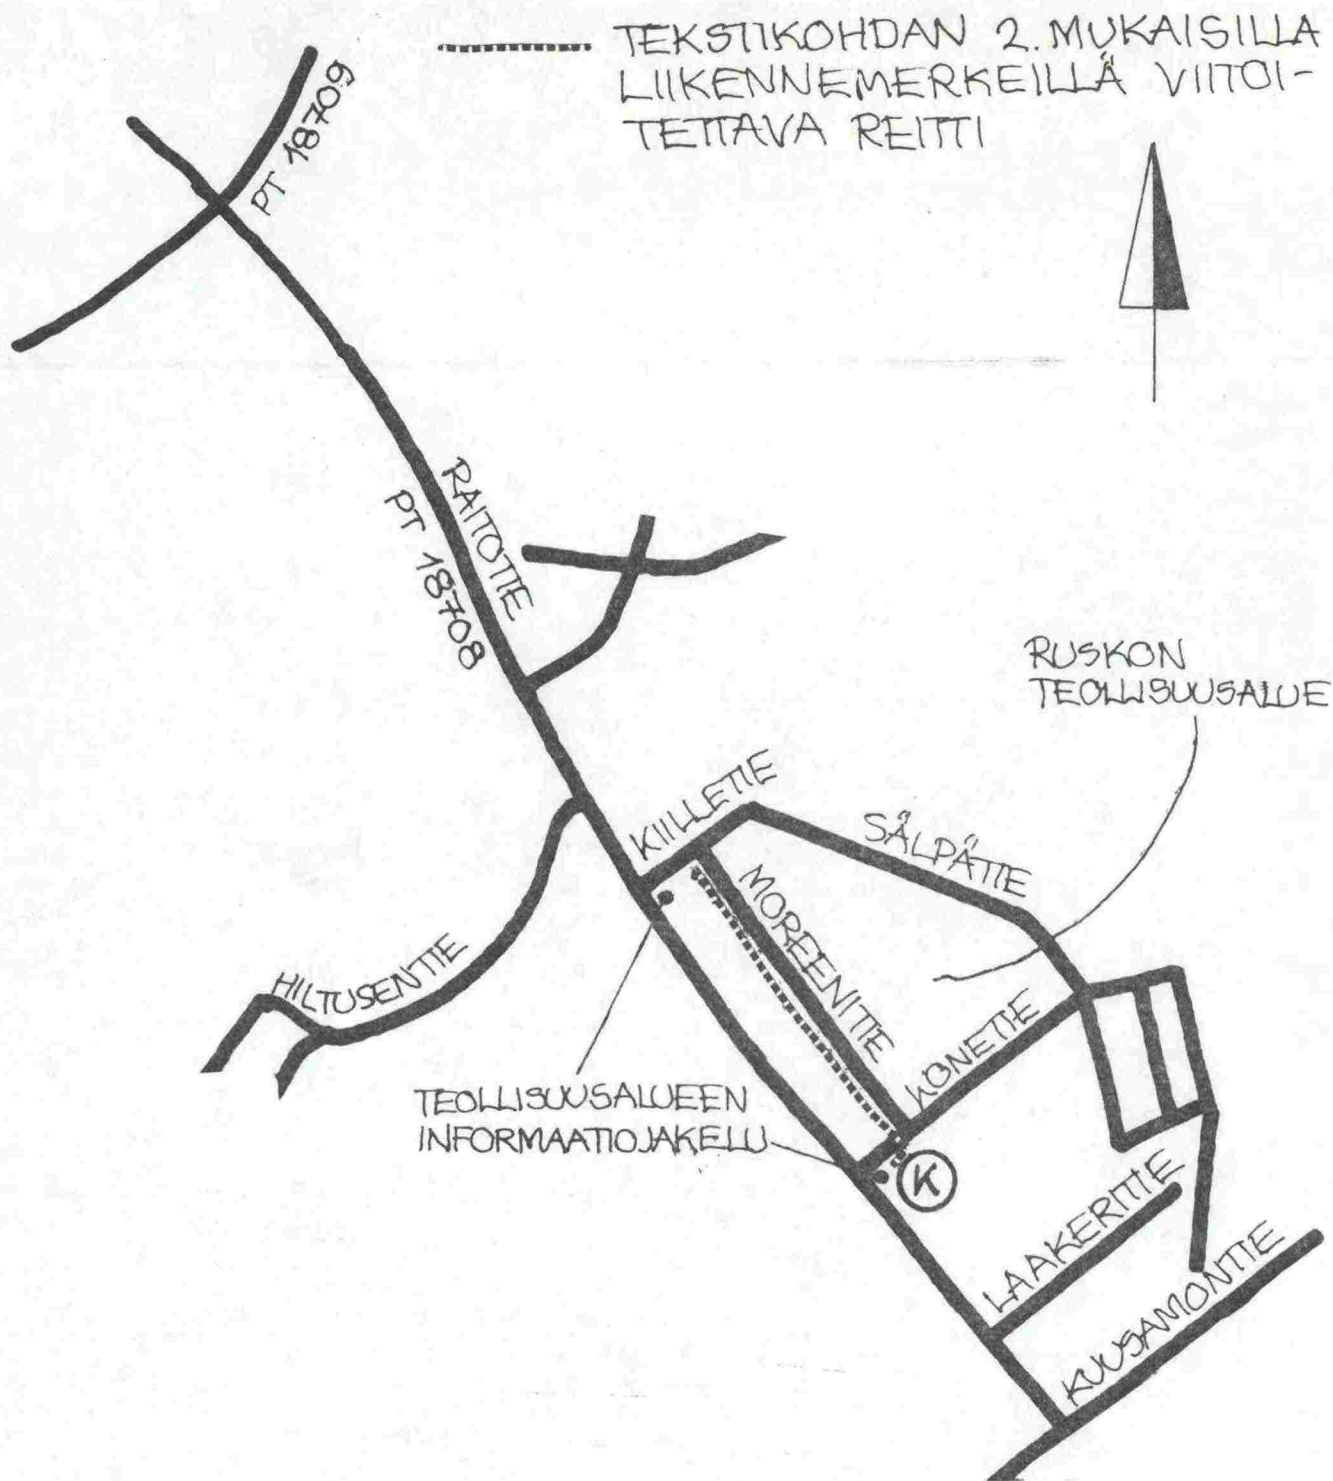 TEKSTIKOHDAN 2. MUKAISILLA
LIIKENNEMERKEILLÄ VIITOI-
TETTAVA REITTI
PT 18709
RAITOTIE
PT 18708
RUSKON
TEOLLISUUSALUE
KIILLETIE
SÄLPÄTIE
MOREENITIE
HILTUSENTIE
KONETIE
TEOLLISUUSALUEEN
INFORMAATIOJAKELU
K
LAAKERITIE
KUUSAMONTIE